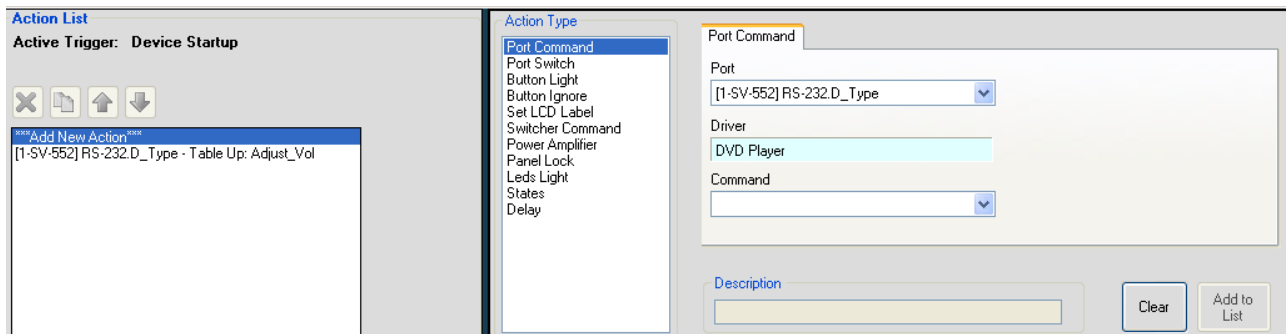 Action List
Active Trigger: Device Startup
***Add New Action***
[1-SV-552] RS-232.D_Type - Table Up: Adjust_Vol
Action Type
Port Command
Port Switch
Button Light
Button Ignore
Set LCD Label
Switcher Command
Power Amplifier
Panel Lock
Leds Light
States
Delay
Port Command
Port
[1-SV-552] RS-232.D_Type
Driver
DVD Player
Command
Description
Clear
Add to
List